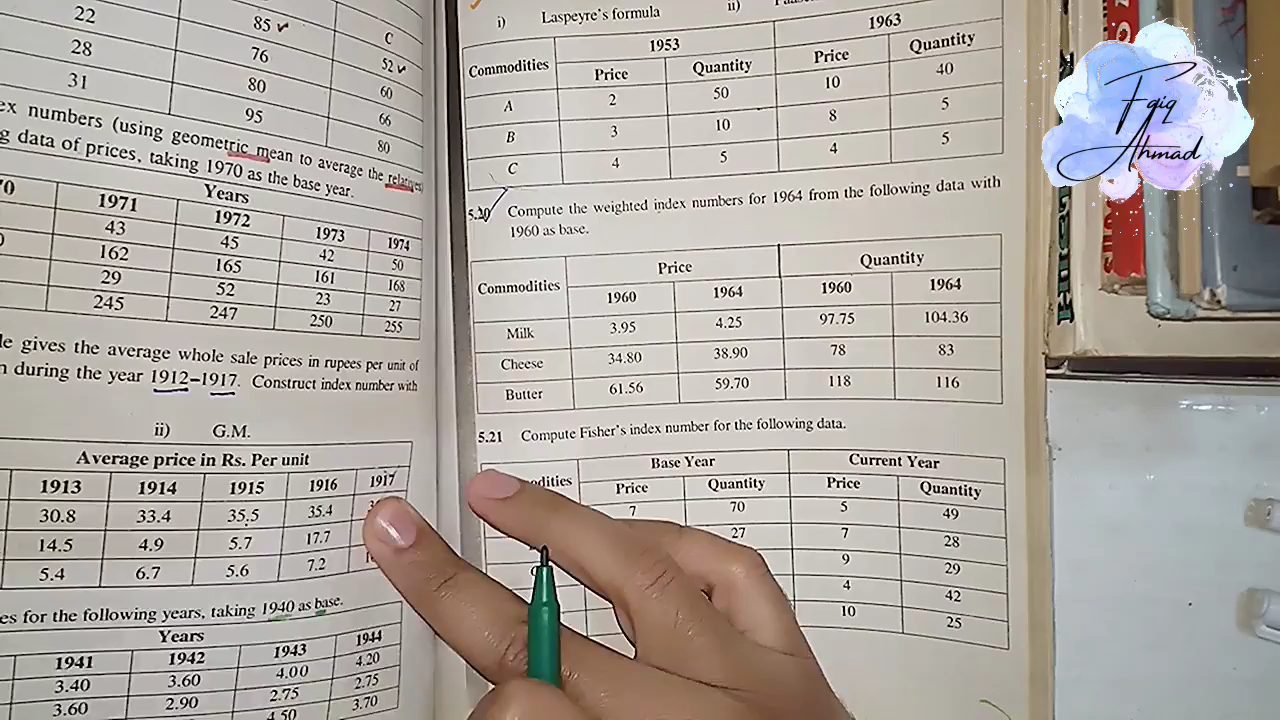 22 85 C
28 76 52
31 80 60
95 66
80
ex numbers (using geometric mean to average the relatives)
g data of prices, taking 1970 as the base year.
Years
70 1971 1972 1973 1974
43 45 42 50
162 165 161 168
29 52 23 27
245 247 250 255
le gives the average whole sale prices in rupees per unit of
n during the year 1912–1917. Construct index number with
ii) G.M.
Average price in Rs. Per unit
1913 1914 1915 1916 1917
30.8 33.4 35.5 35.4
14.5 4.9 5.7 17.7
5.4 6.7 5.6 7.2
es for the following years, taking 1940 as base.
Years
1941 1942 1943 1944
3.40 3.60 4.00 4.20
3.60 2.90 2.75 2.75
4.50 3.70
i) Laspeyre's formula ii)
Commodities 1953 1963
Price Quantity Price Quantity
A 2 50 10 40
B 3 10 8 5
C 4 5 4 5
5.20 Compute the weighted index numbers for 1964 from the following data with
1960 as base.
Commodities Price Quantity
1960 1964 1960 1964
Milk 3.95 4.25 97.75 104.36
Cheese 34.80 38.90 78 83
Butter 61.56 59.70 118 116
5.21 Compute Fisher's index number for the following data.
odities Base Year Current Year
Price Quantity Price Quantity
7 70 5 49
27 7 28
9 29
4 42
10 25
Fqiq
Ahmad